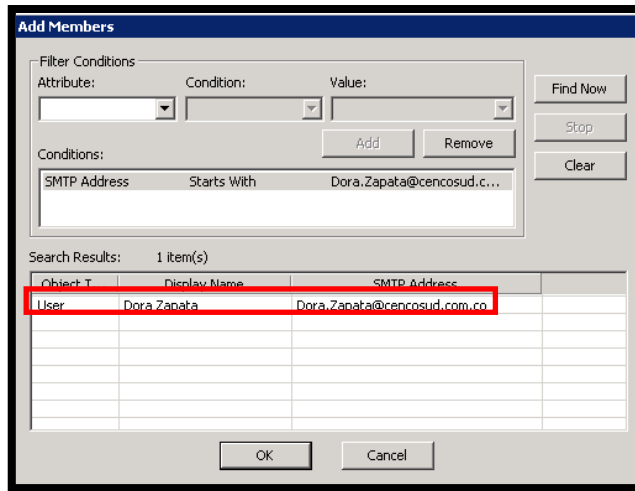 Add Members
Filter Conditions
Attribute: Condition: Value:
Find Now
Add Remove
Stop
Conditions:
Clear
SMTP Address Starts With Dora.Zapata@cencosud.c...
Search Results: 1 item(s)
Object T... Display Name SMTP Address
User Dora Zapata Dora.Zapata@cencosud.com.co
OK Cancel